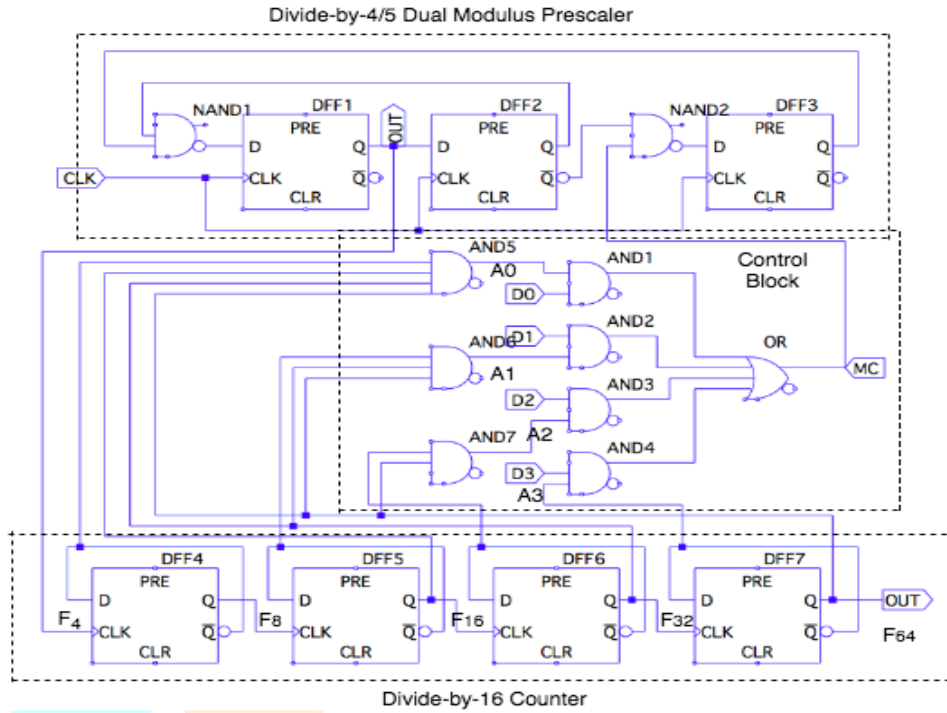 Divide-by-4/5 Dual Modulus Prescaler
NAND1 DFF1 OUT DFF2 NAND2 DFF3
PRE PRE PRE
D Q D Q D Q
CLK CLK Q CLK Q CLK Q
CLR CLR CLR
AND5 A0 D0 AND1 Control
Block
D1 AND2
AND6 A1 OR
D2 AND3 MC
AND7 A2
D3 AND4
A3
DFF4 DFF5 DFF6 DFF7
PRE PRE PRE PRE
D Q D Q D Q D Q OUT
F4 CLK Q F8 CLK Q F16 CLK Q F32 CLK Q F64
CLR CLR CLR CLR
Divide-by-16 Counter